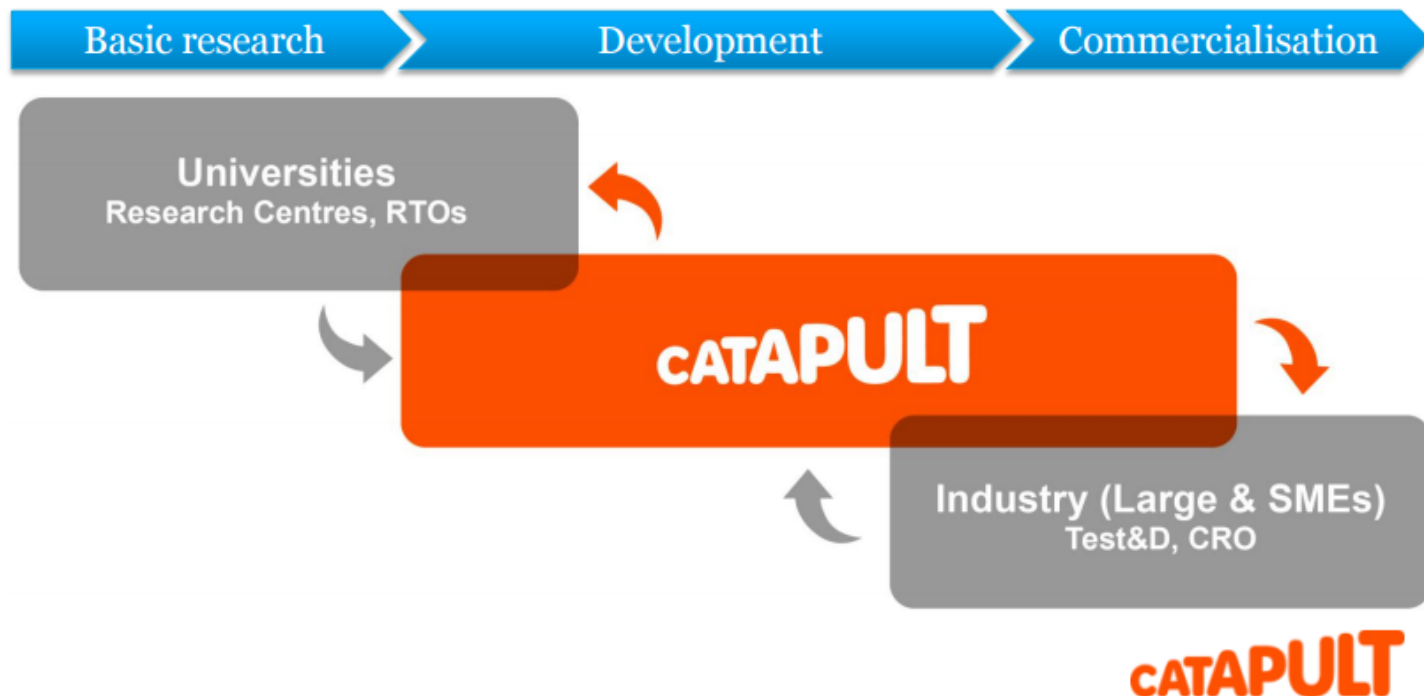 Basic research
Development
Commercialisation
Universities
Research Centres, RTOs
CATAPULT
Industry (Large & SMEs)
Test&D, CRO
CATAPULT